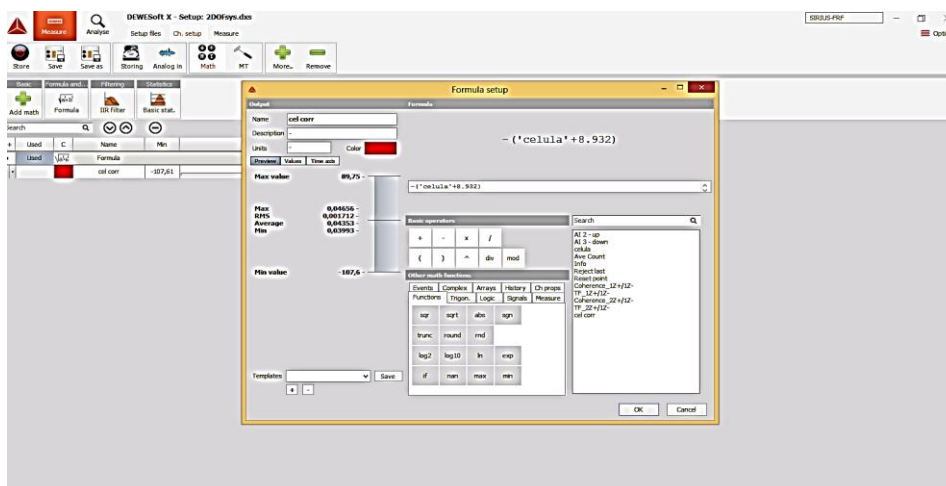 DEWESoft X - Setup: 2DOFsys.dxs
SIRIUS-FRF
Measure Analyse Setup files Ch. setup Measure
Store Save Save as Storing Analog in Math MT More.. Remove
Basic Formula and... Filtering Statistics
Add math Formula IIR Filter Basic stat.
Used C Name Min
Used Formula
cel corr -107,61
Formula setup
Output Formula
Name cel corr
Description -
Units - Color
-('celula'+8.932)
Preview Values Time axis
Max value 89,75
-('celula'+8.932)
Max 0,04656
RMS 0,001712
Average 0,04353
Min 0,03993
Min value -107,6
Basic operators
+ - x /
( ) ^ div mod
Other math functions
Events Complex Arrays History Ch props
Functions Trigon. Logic Signals Measure
sqr sqrt abs sgn
trunc round rnd
log2 log10 ln exp
if nan max min
Search
AI 2 - up
AI 3 - down
celula
Ave Count
Info
Reject last
Reset point
Coherence_1Z+/1Z-
TF_1Z+/1Z-
Coherence_2Z+/1Z-
TF_2Z+/1Z-
cel corr
Templates Save
+ -
OK Cancel